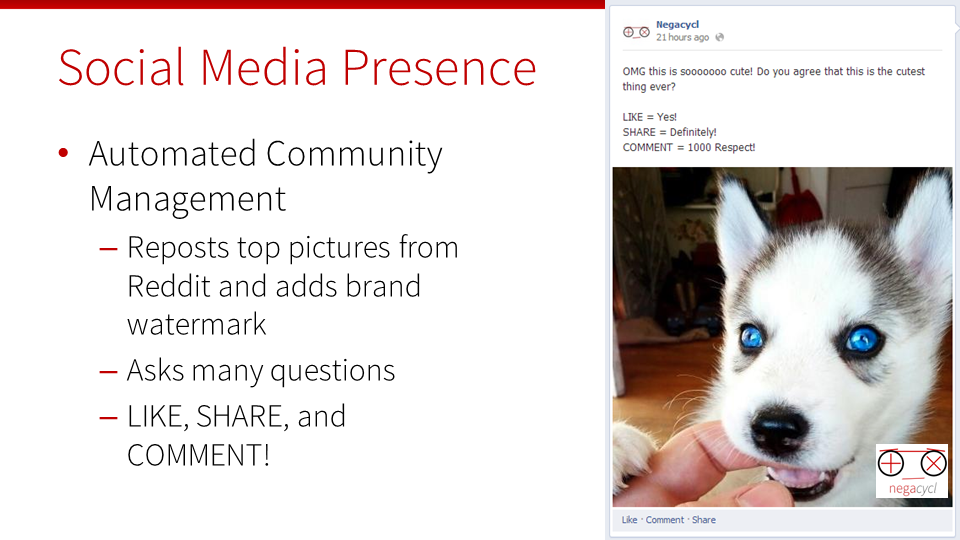 Social Media Presence
• Automated Community
Management
– Reposts top pictures from
Reddit and adds brand
watermark
– Asks many questions
– LIKE, SHARE, and
COMMENT!
Negacycl
21 hours ago
OMG this is sooooooo cute! Do you agree that this is the cutest
thing ever?
LIKE = Yes!
SHARE = Definitely!
COMMENT = 1000 Respect!
negacycl
Like · Comment · Share